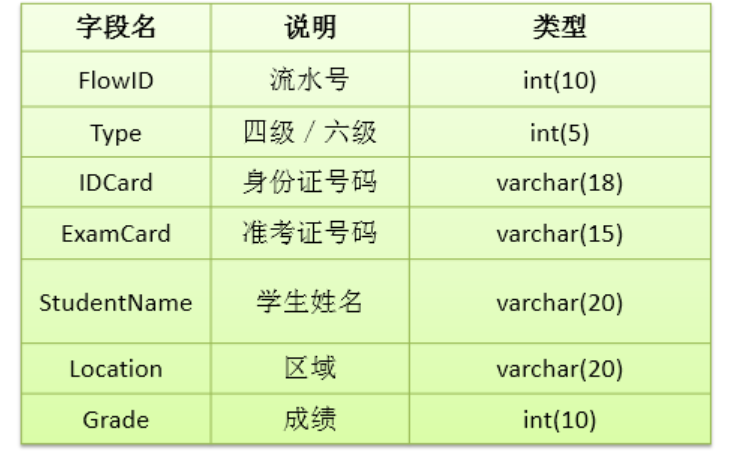 字段名 说明 类型
FlowID 流水号 int(10)
Type 四级 / 六级 int(5)
IDCard 身份证号码 varchar(18)
ExamCard 准考证号码 varchar(15)
StudentName 学生姓名 varchar(20)
Location 区域 varchar(20)
Grade 成绩 int(10)